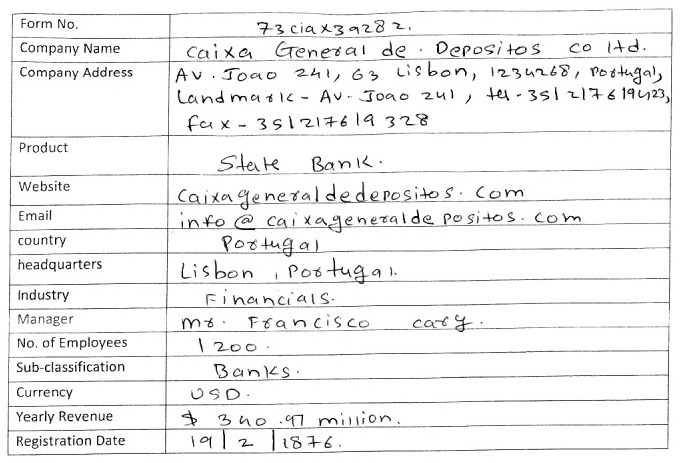 Form No. 73ciax39282.
Company Name Caixa General de. Depositos co ltd.
Company Address AV. Joao 241, 63 Lisbon, 1234268, Portugal,
Landmark - AV- Joao 241, tel-351217619423,
fax - 351217619328
Product State Bank.
Website Caixageneraldedepositos.com
Email info@caixageneraldepositos.com
country Portugal
headquarters Lisbon, Portugal.
Industry Financials.
Manager mr. Francisco cary.
No. of Employees 1200.
Sub-classification Banks.
Currency USD.
Yearly Revenue $ 340.97 million.
Registration Date 19/2/1876.